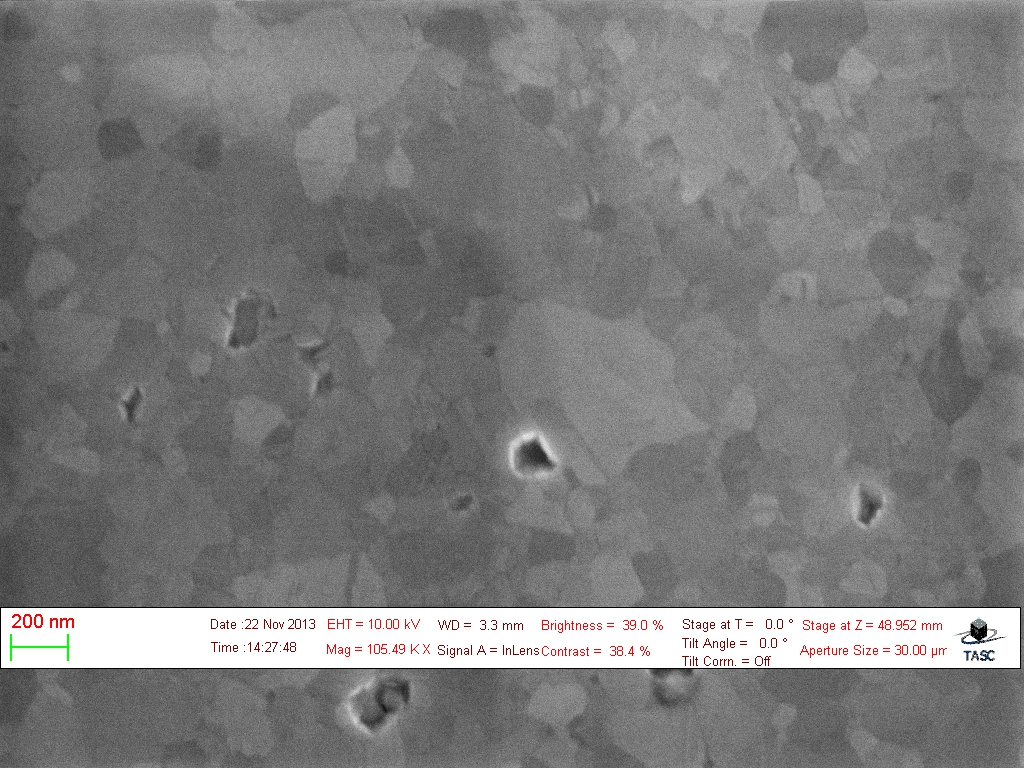 200 nm
Date :22 Nov 2013 EHT = 10.00 kV WD = 3.3 mm Brightness = 39.0 % Stage at T = 0.0 ° Stage at Z = 48.952 mm
Time :14:27:48 Mag = 105.49 K X Signal A = InLens Contrast = 38.4 % Tilt Angle = 0.0 ° Aperture Size = 30.00 µm
Tilt Corrn. = Off
TASC